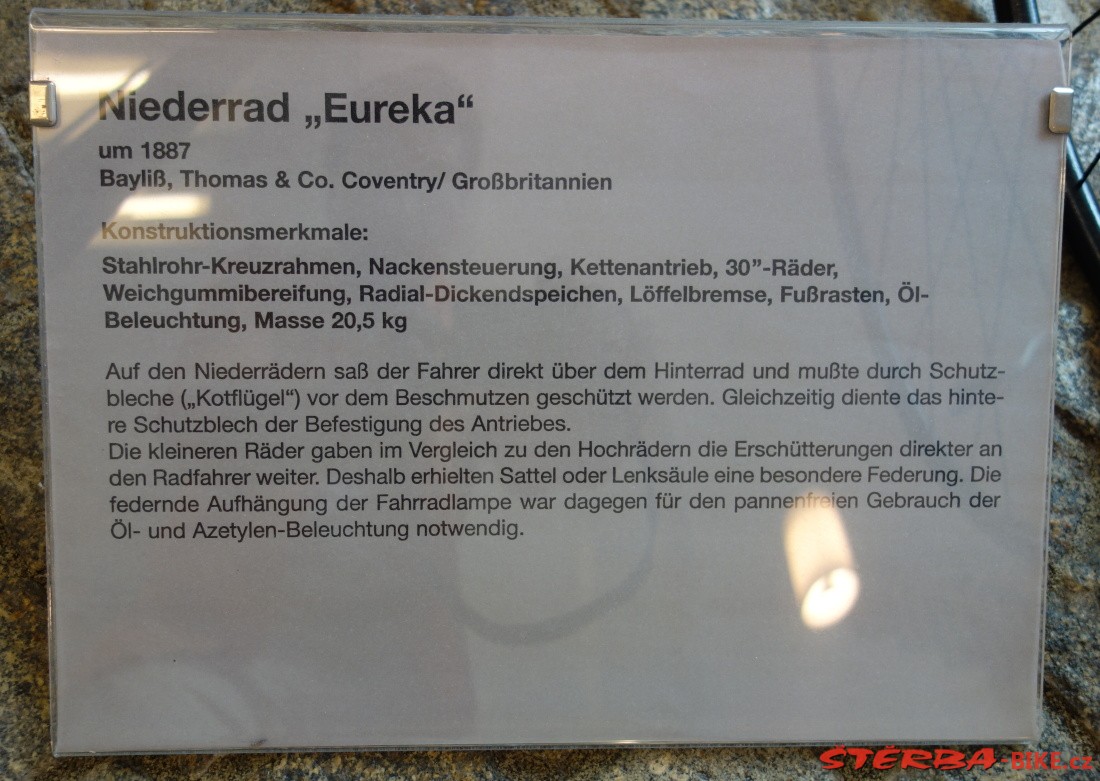 Niederrad „Eureka“
um 1887
Bayliß, Thomas & Co. Coventry/ Großbritannien
Konstruktionsmerkmale:
Stahlrohr-Kreuzrahmen, Nackensteuerung, Kettenantrieb, 30”-Räder,
Weichgummibereifung, Radial-Dickendspeichen, Löffelbremse, Fußrasten, Öl-
Beleuchtung, Masse 20,5 kg
Auf den Niederrädern saß der Fahrer direkt über dem Hinterrad und mußte durch Schutz-
bleche („Kotflügel“) vor dem Beschmutzen geschützt werden. Gleichzeitig diente das hinte-
re Schutzblech der Befestigung des Antriebes.
Die kleineren Räder gaben im Vergleich zu den Hochrädern die Erschütterungen direkter an
den Radfahrer weiter. Deshalb erhielten Sattel oder Lenksäule eine besondere Federung. Die
federnde Aufhängung der Fahrradlampe war dagegen für den pannenfreien Gebrauch der
Öl- und Azetylen-Beleuchtung notwendig.
ŠTĚRBA-BIKE.cz